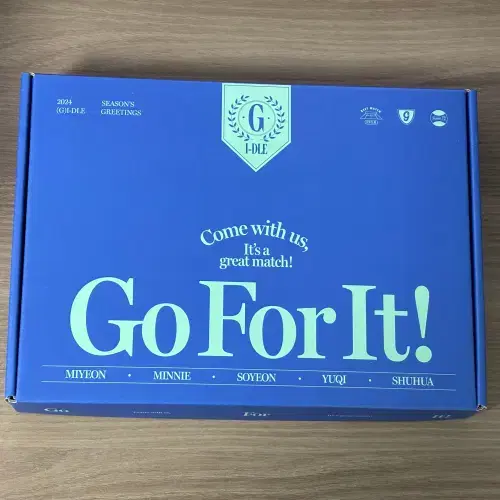 2024
(G)I-DLE
SEASON'S
GREETINGS
G
I-DLE
9
Come with us,
It's a
great match!
Go For It!
MIYEON • MINNIE • SOYEON • YUQI • SHUHUA
Go For It!